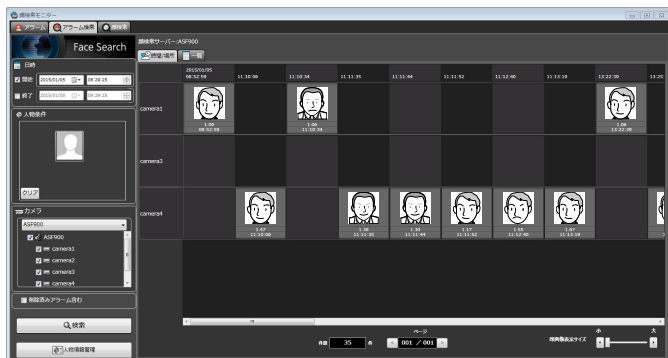 顔検索モニター
アラーム
アラーム検索
顔検索
Face Search
顔検索サーバー:ASF900
時間/場所
一覧
日時
開始
2015/01/05
08:29:25
終了
2015/01/06
09:29:25
人物条件
クリア
カメラ
ASF900
ASF900
camera1
camera2
camera3
camera4
削除済みアラーム含む
検索
人物情報管理
2015/01/05
08:52:59
11:10:06
11:10:34
11:11:35
11:11:44
11:11:52
11:12:40
11:13:19
13:22:39
13:25
camera1
1.00
08:52:59
1.06
11:10:34
1.06
13:22:39
camera3
camera4
1.47
11:10:06
1.38
11:11:35
1.38
11:11:44
1.17
11:11:52
1.55
11:12:40
1.67
11:13:19
件数
35
件
ページ
001 / 001
顔画像表示サイズ
小
大